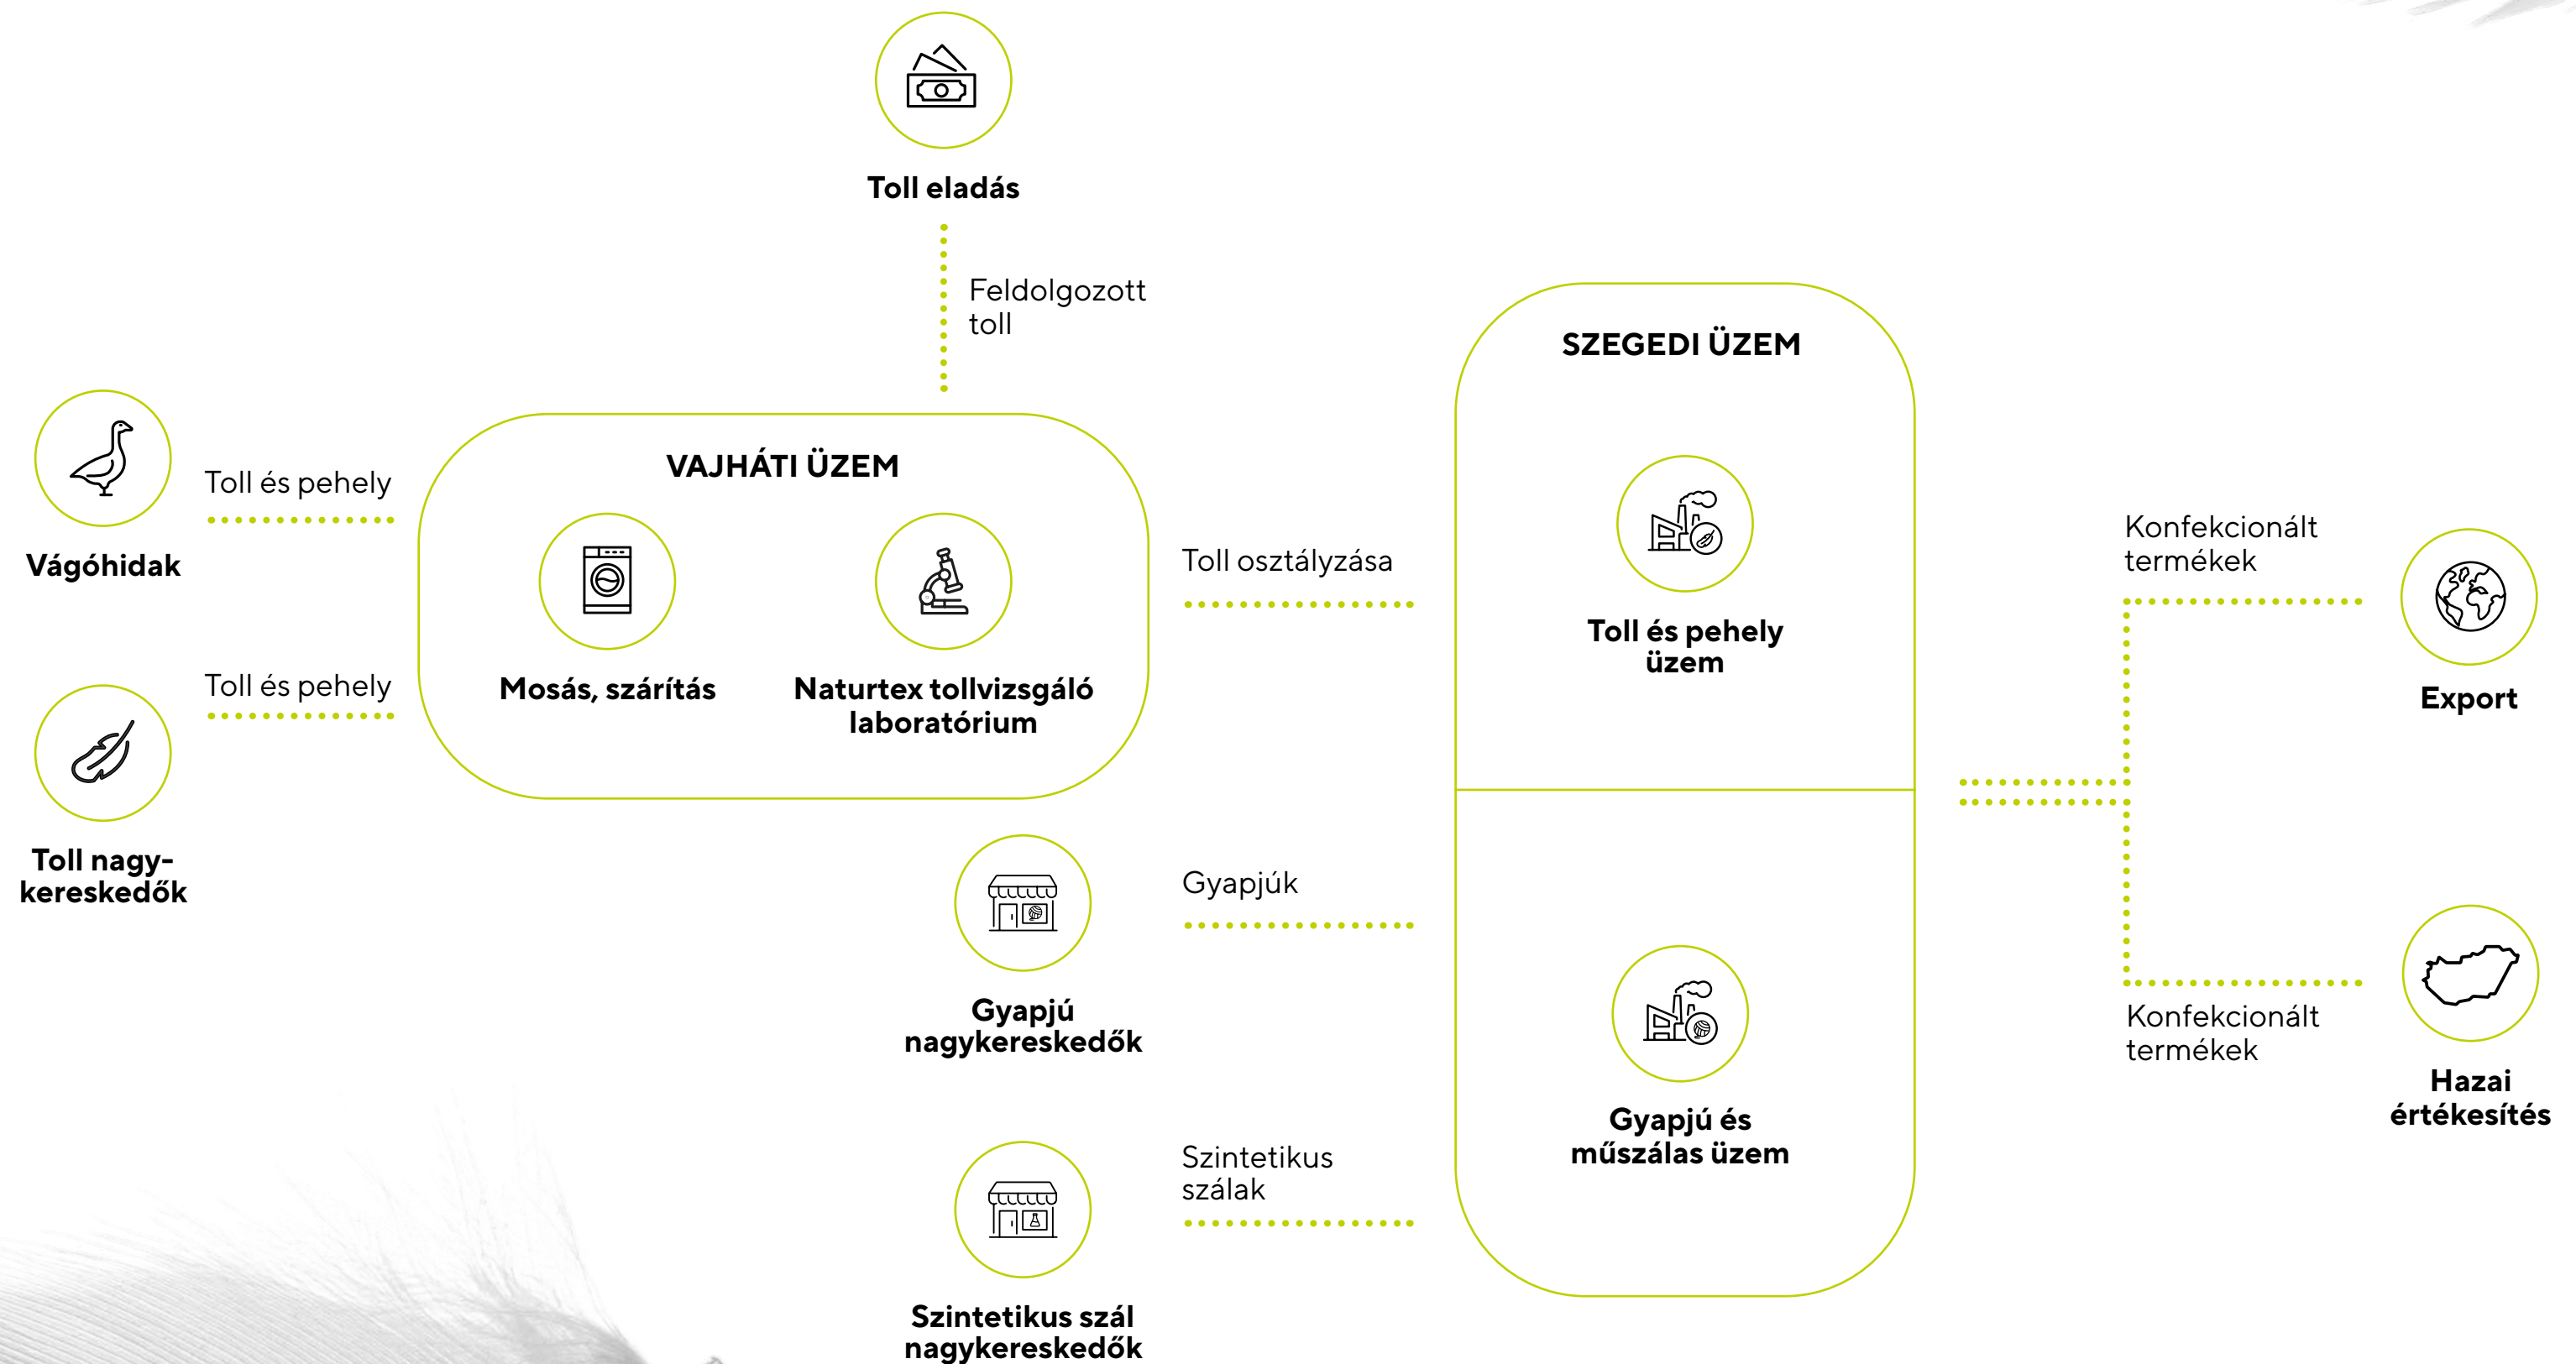 Toll eladás
Feldolgozott
toll
Vágóhidak
Toll és pehely
Toll nagy-
kereskedők
Toll és pehely
VAJHÁTI ÜZEM
Mosás, szárítás
Naturtex tollvizsgáló
laboratórium
Toll osztályzása
Gyapjú
nagykereskedők
Gyapjúk
Szintetikus szál
nagykereskedők
Szintetikus
szálak
SZEGEDI ÜZEM
Toll és pehely
üzem
Gyapjú és
műszálas üzem
Konfekcionált
termékek
Export
Konfekcionált
termékek
Hazai
értékesítés